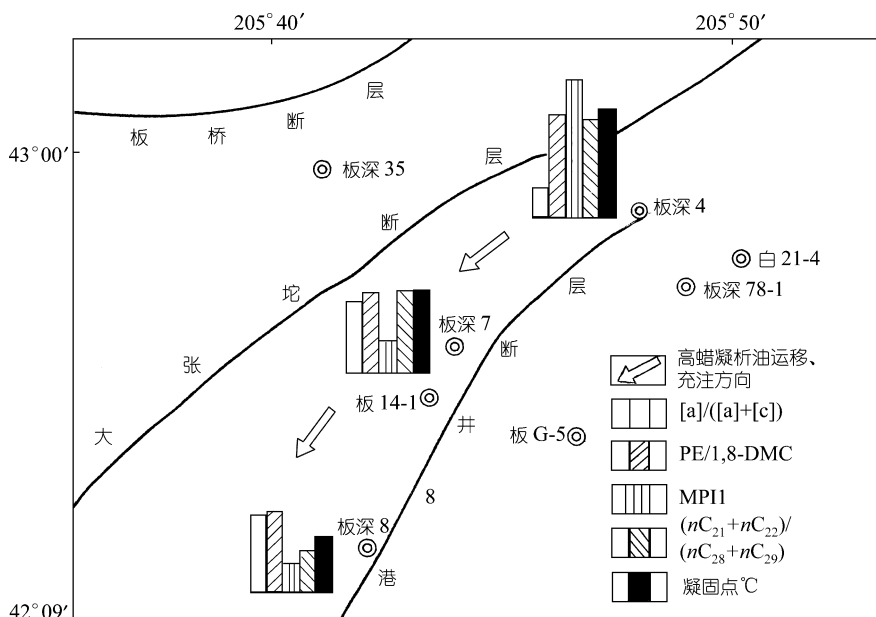 205°40′
205°50′
43°00′
42°09′
板桥断层
板深 35
大张坨断层
板深 4
白 21-4
板深 78-1
板深 7
板 14-1
板 G-5
板深 8
港8井断层
高蜡凝析油运移、
充注方向
[a]/([a]+[c])
PE/1,8-DMC
MPI1
(nC21+nC22)/
(nC28+nC29)
凝固点℃